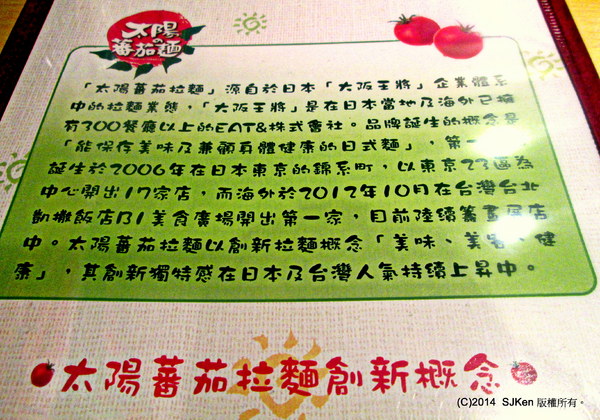 太陽の
蕃茄麵
「太陽蕃茄拉麵」源自於日本「大阪王將」企業體系
中的拉麵業態,「大阪王將」是在日本當地及海外已擁
有300餐廳以上的EAT&株式會社。品牌誕生的概念是
「能保存美味及兼顧身體健康的日式麵」,第一
誕生於2006年在日本東京的錦糸町,以東京23區為
中心開出17家店,而海外於2012年10月在台灣台北
凱撒飯店B1美食廣場開出第一家,目前陸續籌畫展店
中。太陽蕃茄拉麵以創新拉麵概念「美味、美容、健
康」,其創新獨特感在日本及台灣人氣持續上昇中。
太陽蕃茄拉麵創新概念
(C)2014 SJKen 版權所有。